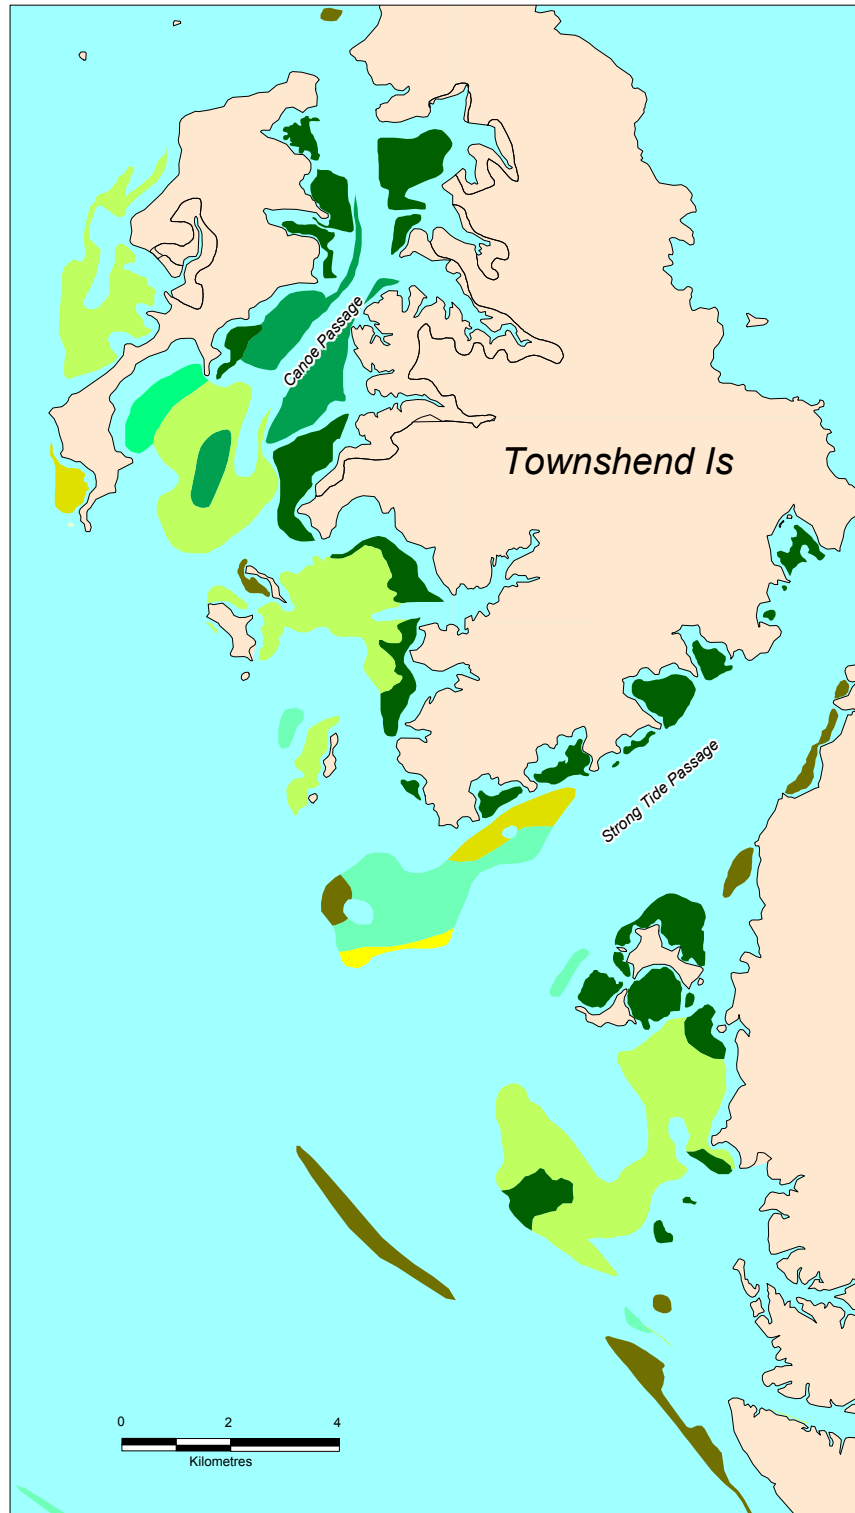 Canoe Passage
Townshend Is
Strong Tide Passage
0 2 4
Kilometres